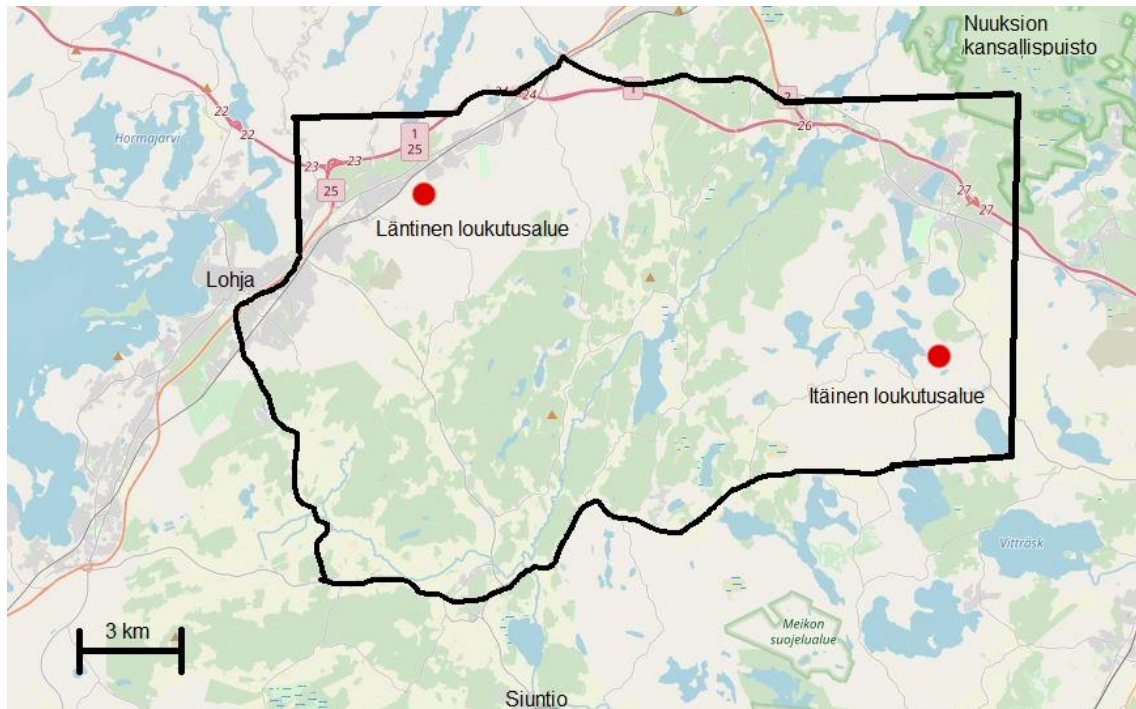 Nuuksion
kansallispuisto
22
22
Hormajärvi
24
24
1
2
26
1
25
23
23
25
27
27
Läntinen loukutusalue
Lohja
Itäinen loukutusalue
Vitträsk
3 km
Meikon
suojelualue
Siuntio